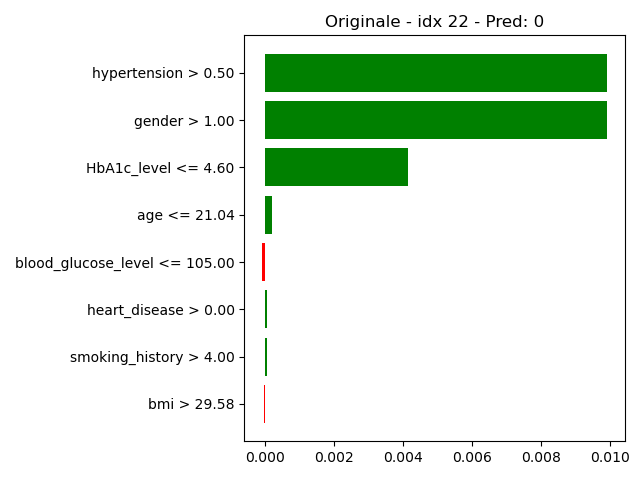 Originale - idx 22 - Pred: 0
hypertension > 0.50
gender > 1.00
HbA1c_level <= 4.60
age <= 21.04
blood_glucose_level <= 105.00
heart_disease > 0.00
smoking_history > 4.00
bmi > 29.58
0.000 0.002 0.004 0.006 0.008 0.010